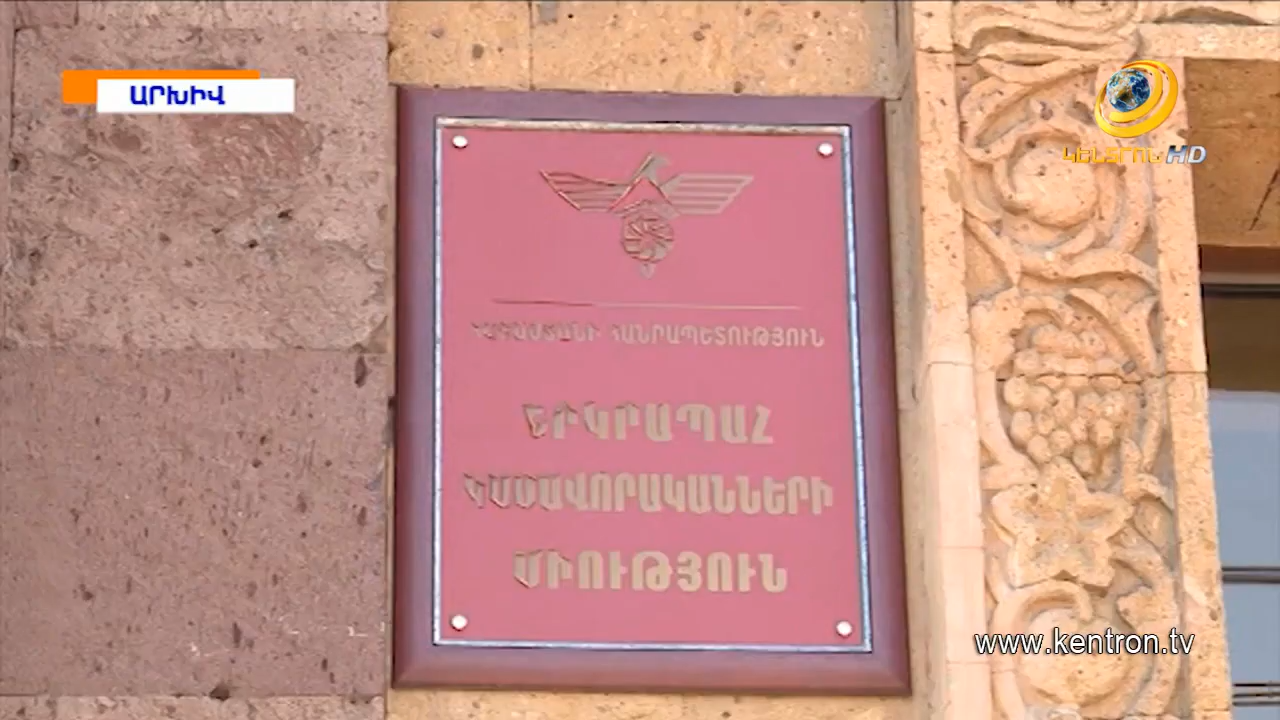 ԱՐԽԻՎ
ԿԵՆՏՐՈՆ HD
ՀԱՅԱՍՏԱՆԻ ՀԱՆՐԱՊԵՏՈՒԹՅՈՒՆ
ԵՐԿՐԱՊԱՀ
ԿԱՄԱՎՈՐԱԿԱՆՆԵՐԻ
ՄԻՈՒԹՅՈՒՆ
www.kentron.tv